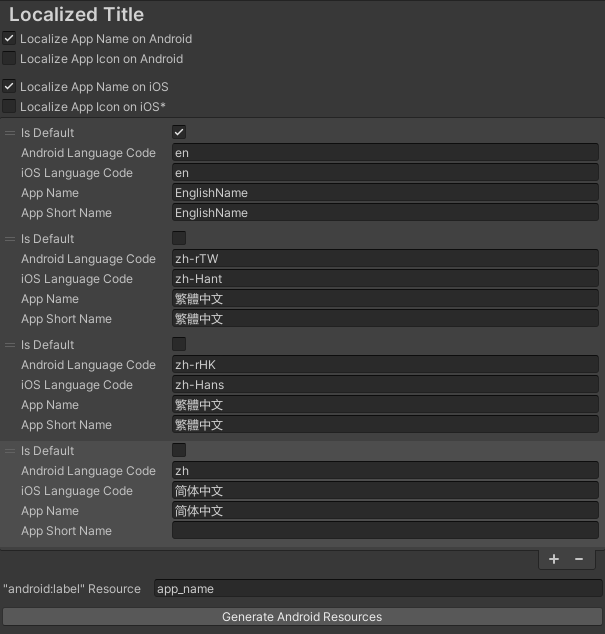 Localized Title
Localize App Name on Android
Localize App Icon on Android
Localize App Name on iOS
Localize App Icon on iOS*
Is Default
Android Language Code en
iOS Language Code en
App Name EnglishName
App Short Name EnglishName
Is Default
Android Language Code zh-rTW
iOS Language Code zh-Hant
App Name 繁體中文
App Short Name 繁體中文
Is Default
Android Language Code zh-rHK
iOS Language Code zh-Hans
App Name 繁體中文
App Short Name 繁體中文
Is Default
Android Language Code zh
iOS Language Code 简体中文
App Name 简体中文
App Short Name
"android:label" Resource app_name
Generate Android Resources